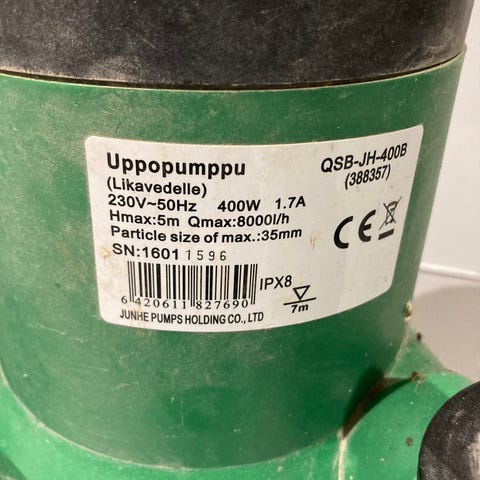 Uppopumppu QSB-JH-400B
(Likavedelle) (388357)
230V~50Hz 400W 1.7A
Hmax:5m Qmax:8000l/h
Particle size of max.:35mm
CE
SN:1601 1596
IPX8
7m
6 420611 827690
JUNHE PUMPS HOLDING CO., LTD